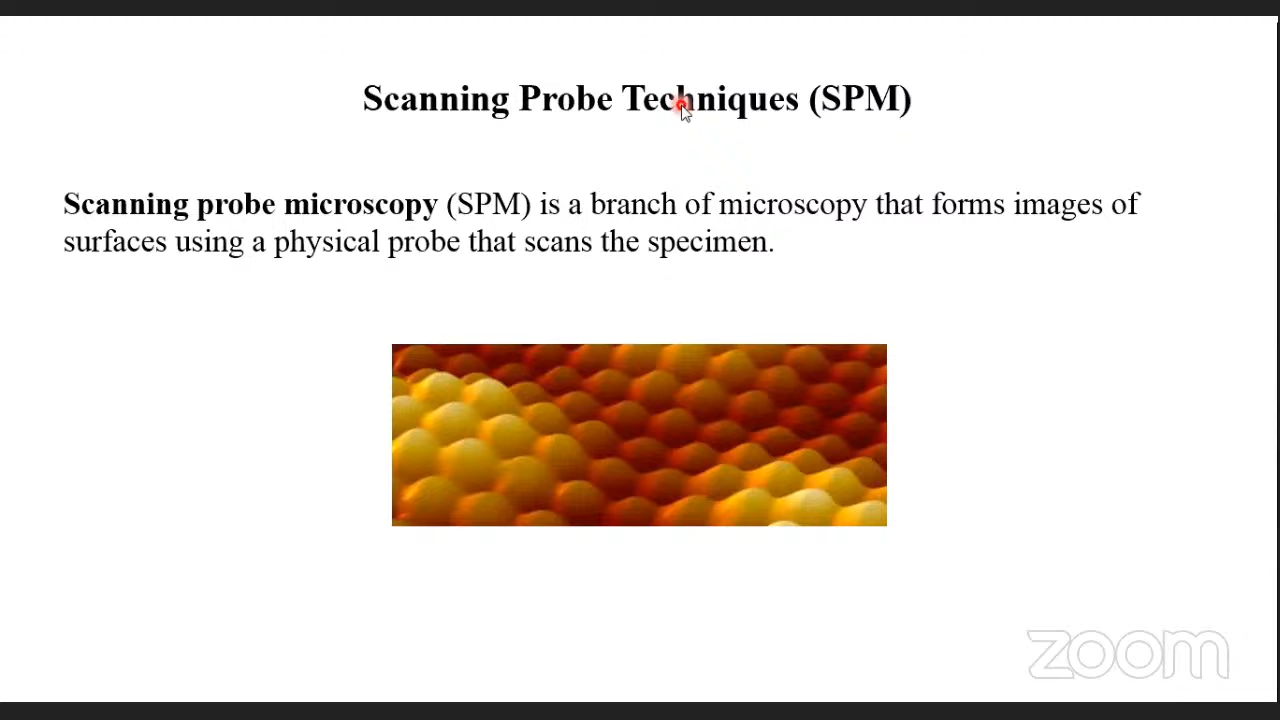 Scanning Probe Techniques (SPM)
Scanning probe microscopy (SPM) is a branch of microscopy that forms images of
surfaces using a physical probe that scans the specimen.
zoom